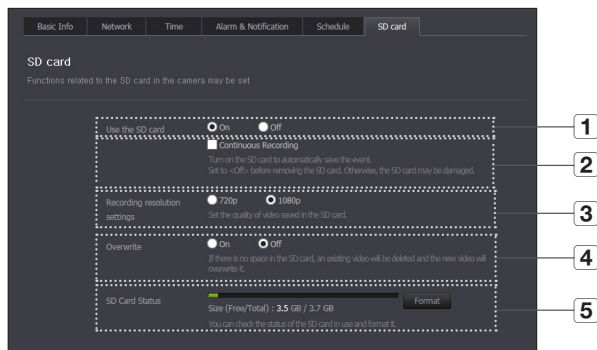 Basic Info Network Time Alarm & Notification Schedule SD card
SD card
Functions related to the SD card in the camera may be set
Use the SD card On Off
1
Continuous Recording
Turn on the SD card to automatically save the event.
Set to <Off> before removing the SD card. Otherwise, the SD card may be damaged.
2
Recording resolution settings 720p 1080p
Set the quality of video saved in the SD card.
3
Overwrite On Off
If there is no space in the SD card, an existing video will be deleted and the new video will
overwrite it.
4
SD Card Status Format
Size (Free/Total) : 3.5 GB / 3.7 GB
You can check the status of the SD card in use and format it.
5